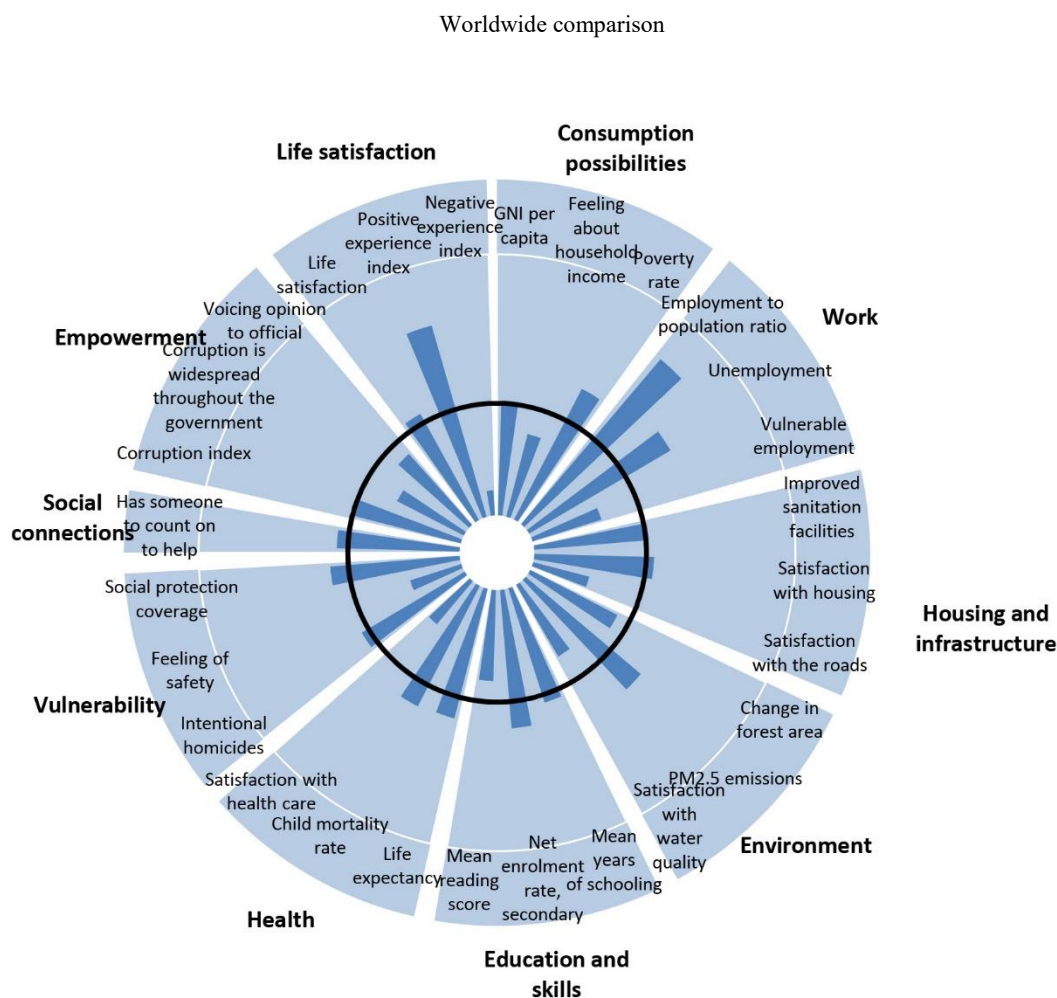 Worldwide comparison
Consumption
possibilities
GNI per
capita
Feeling
about
household
income
Poverty
rate
Work
Employment to
population ratio
Unemployment
Vulnerable
employment
Housing and
infrastructure
Improved
sanitation
facilities
Satisfaction
with housing
Satisfaction
with the roads
Environment
Change in
forest area
PM2.5 emissions
Satisfaction
with
water
quality
Education and
skills
Mean
years
of schooling
Net
enrolment
rate,
secondary
Mean
reading
score
Health
Life
expectancy
Child mortality
rate
Satisfaction with
health care
Vulnerability
Intentional
homicides
Feeling of
safety
Social protection
coverage
Social
connections
Has someone
to count on
to help
Empowerment
Corruption index
Corruption is
widespread
throughout the
government
Voicing opinion
to official
Life satisfaction
Life
satisfaction
Positive
experience
index
Negative
experience
index